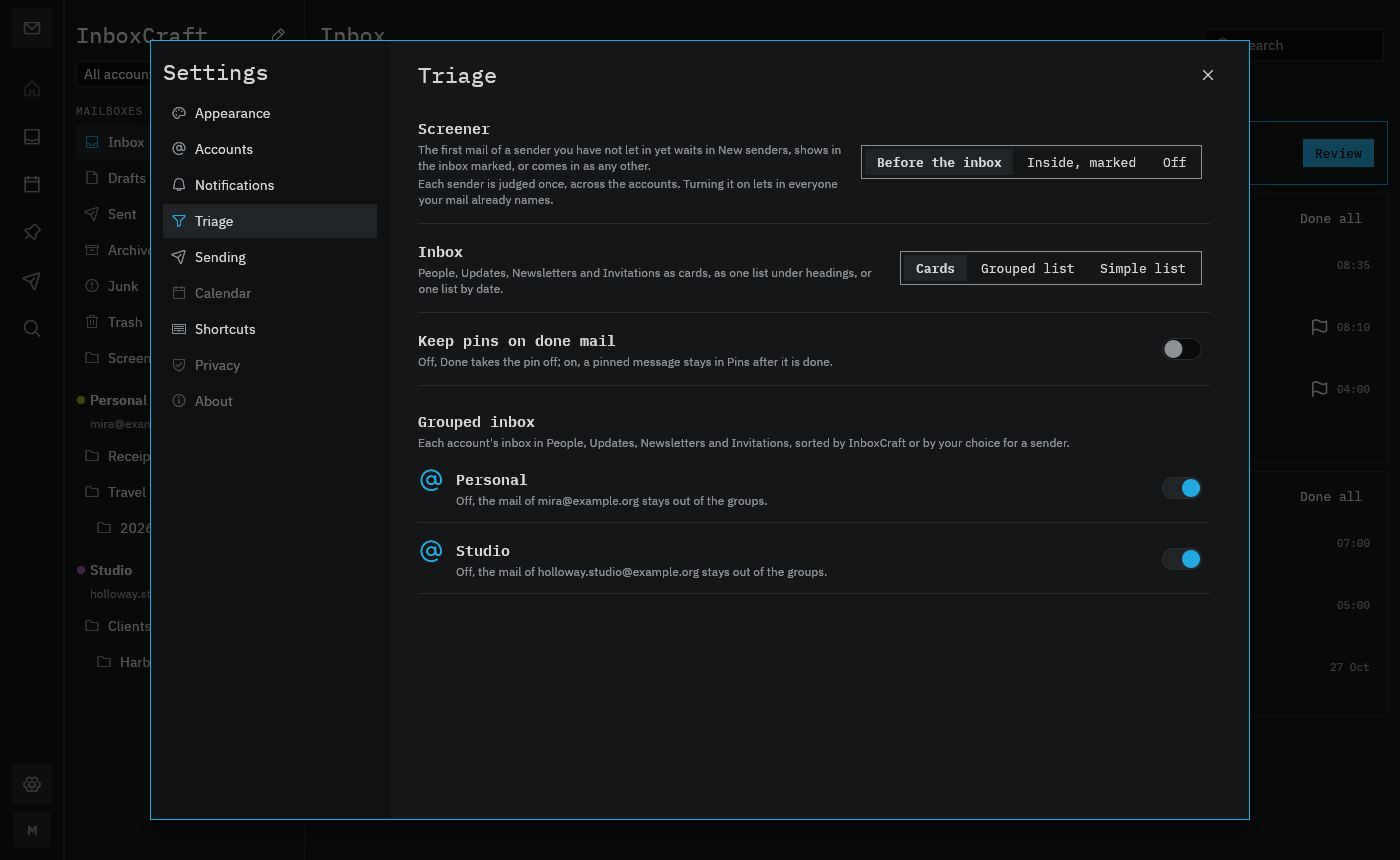 InboxCraft
Inbox
earch
All accoun
MAILBOXES
Inbox
Drafts
Sent
Archiv
Junk
Trash
Screen
Personal
mira@exan
Receip
Travel
2026
Studio
holloway.st
Clients
Harb
M
Settings
Appearance
Accounts
Notifications
Triage
Sending
Calendar
Shortcuts
Privacy
About
Triage
Screener
The first mail of a sender you have not let in yet waits in New senders, shows in
the inbox marked, or comes in as any other.
Each sender is judged once, across the accounts. Turning it on lets in everyone
your mail already names.
Before the inbox Inside, marked Off
Inbox
People, Updates, Newsletters and Invitations as cards, as one list under headings, or
one list by date.
Cards Grouped list Simple list
Keep pins on done mail
Off, Done takes the pin off; on, a pinned message stays in Pins after it is done.
Grouped inbox
Each account's inbox in People, Updates, Newsletters and Invitations, sorted by InboxCraft or by your choice for a sender.
Personal
Off, the mail of mira@example.org stays out of the groups.
Studio
Off, the mail of holloway.studio@example.org stays out of the groups.
Review
Done all
08:35
08:10
04:00
Done all
07:00
05:00
27 Oct